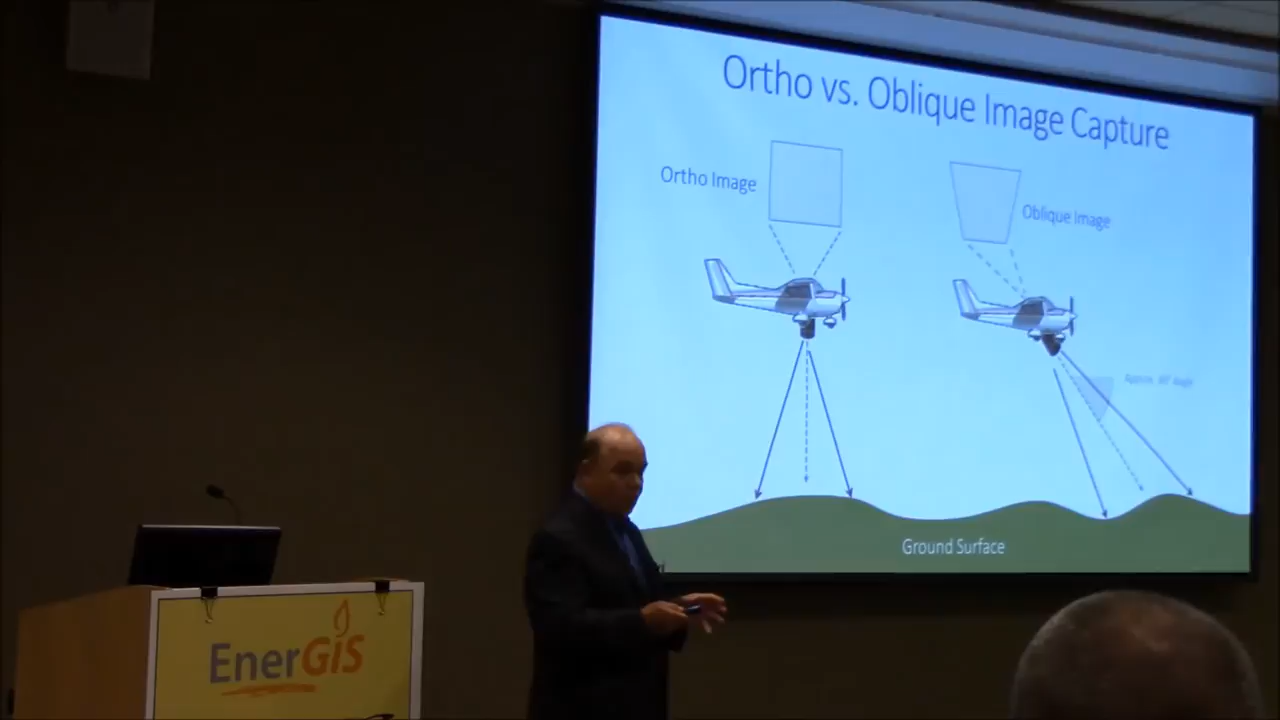 Ortho vs. Oblique Image Capture
Ortho Image
Oblique Image
Ground Surface
EnerGIS